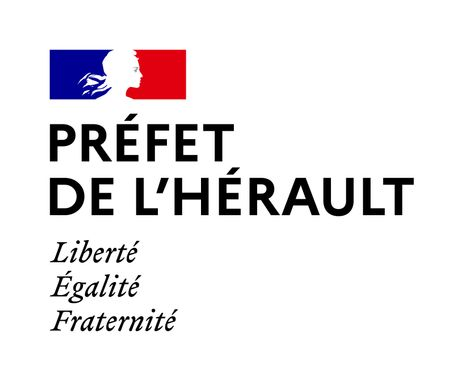 PRÉFET
DE L'HÉRAULT
Liberté
Égalité
Fraternité